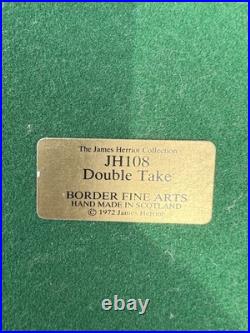 The James Herriot Collection
JH108
Double Take
BORDER FINE ARTS
HAND MADE IN SCOTLAND
© 1972 James Herriot